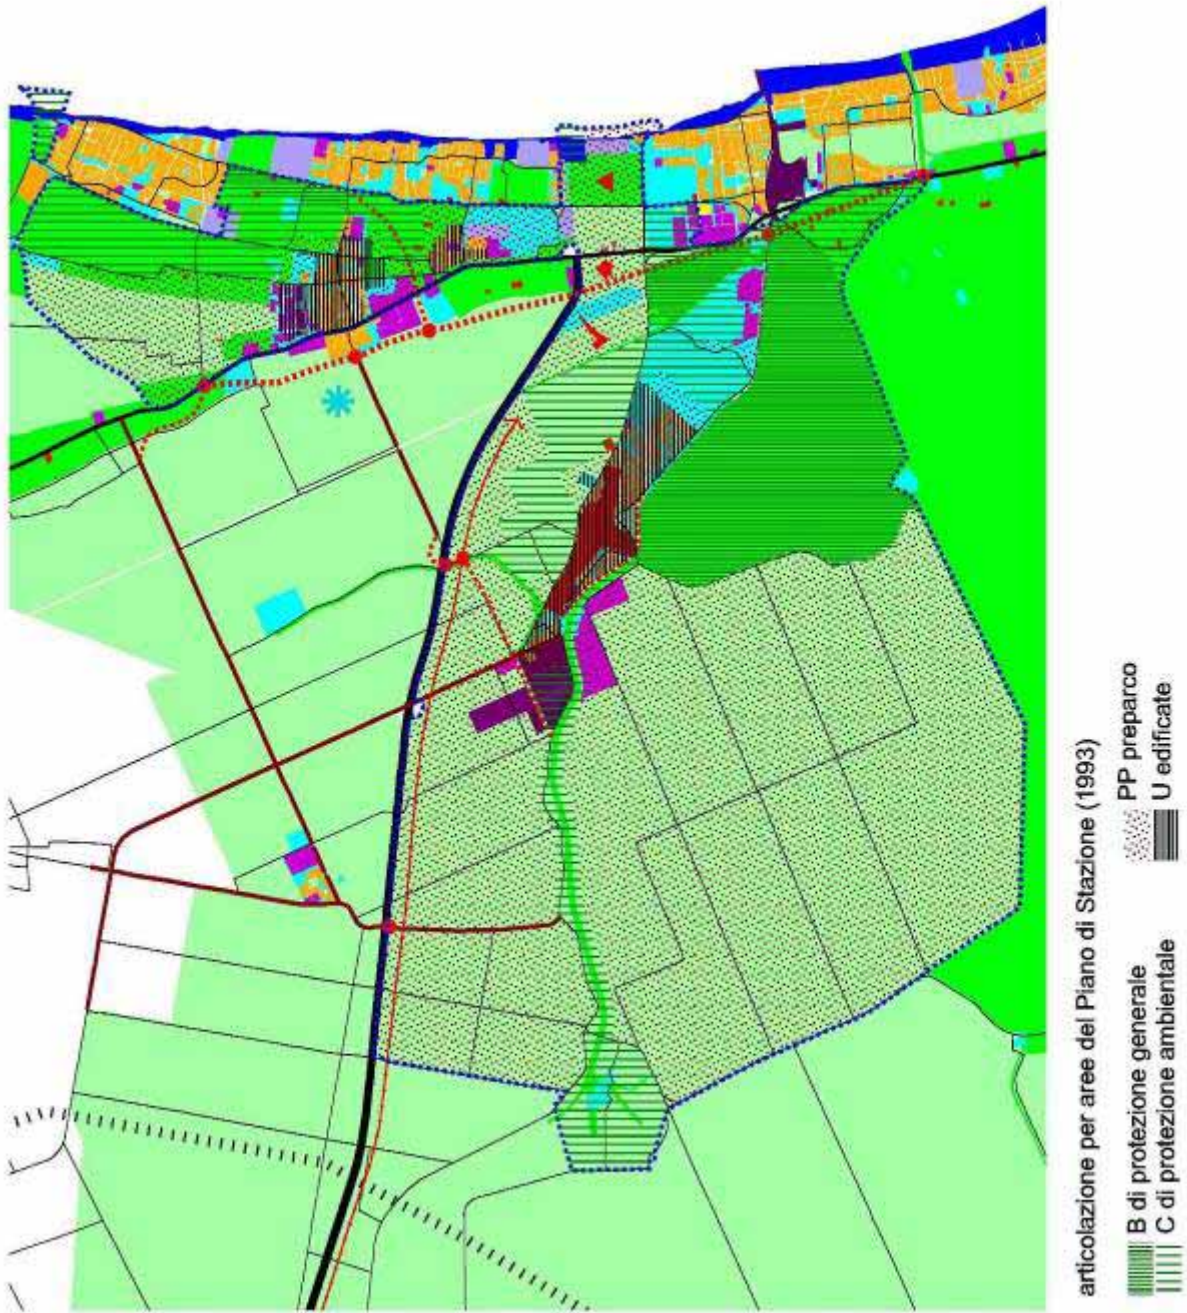 articolazione per aree del Piano di Stazione (1993)
B di protezione generale
C di protezione ambientale
PP preparco
U edificate